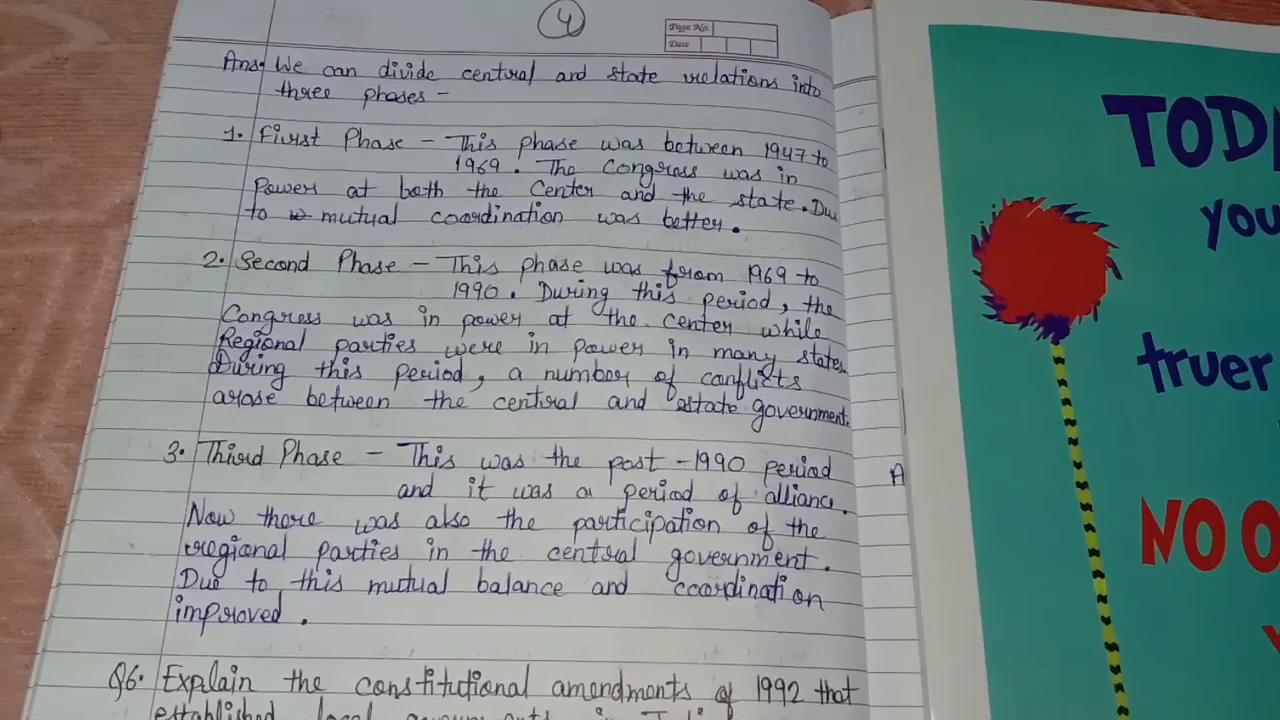 4
Page No.
Date
Ans. We can divide central and state relations into
three phases -
1. First Phase - This phase was between 1947 to
1969. The Congress was in
Power at both the Center and the state. Due
to mutual coordination was better.
2. Second Phase - This phase was from 1969 to
1990. During this period, the
Congress was in power at the center while
Regional parties were in power in many states.
During this period, a number of conflicts
arose between the central and state government.
3. Third Phase - This was the post-1990 period
and it was a period of alliance.
Now there was also the participation of the
regional parties in the central government.
Due to this mutual balance and coordination
improved.
Q6. Explain the constitutional amendments of 1992 that
established local
A
TOD
you
truer
NO O